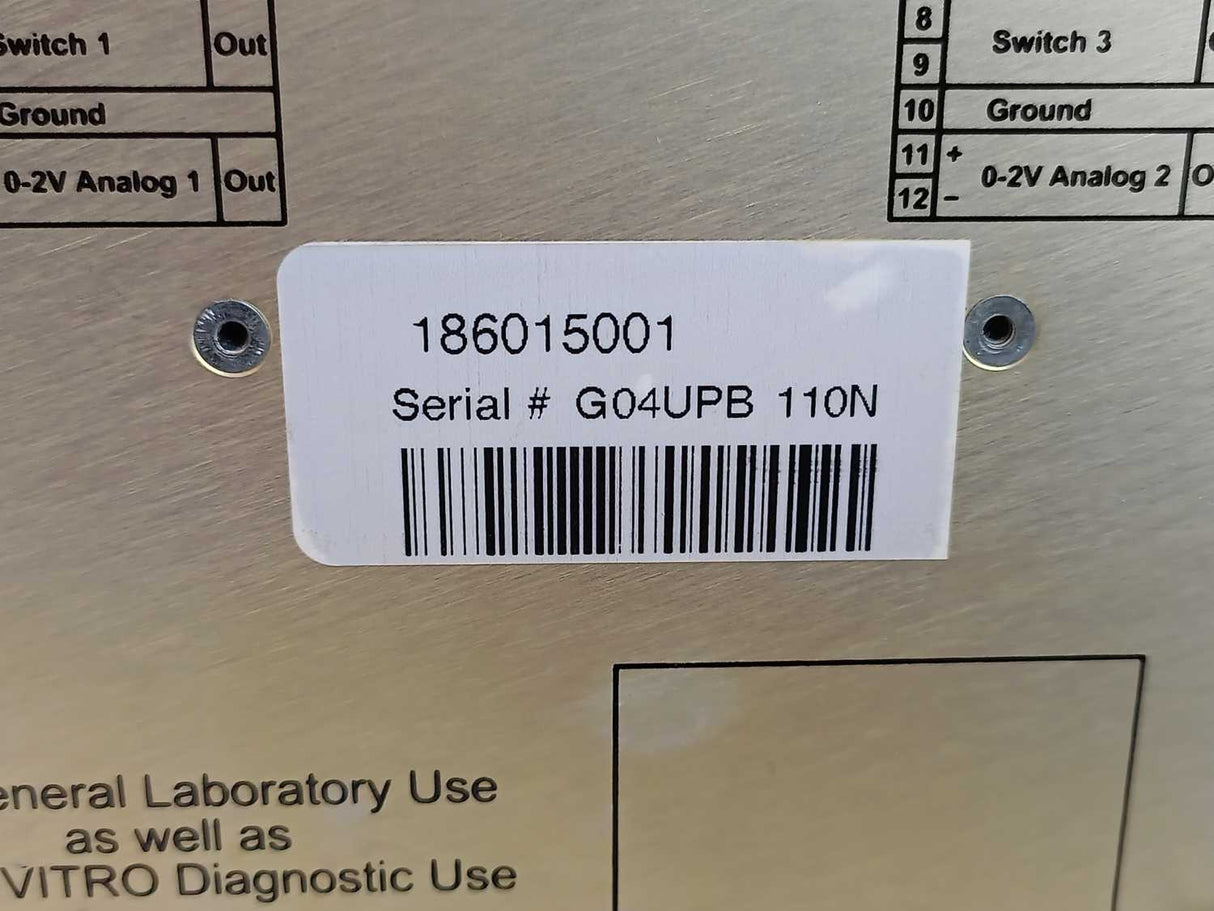 Switch 1 Out
Ground
0-2V Analog 1 Out
8
9
Switch 3
10 Ground
11 +
12 -
0-2V Analog 2
186015001
Serial # G04UPB 110N
General Laboratory Use
as well as
VITRO Diagnostic Use